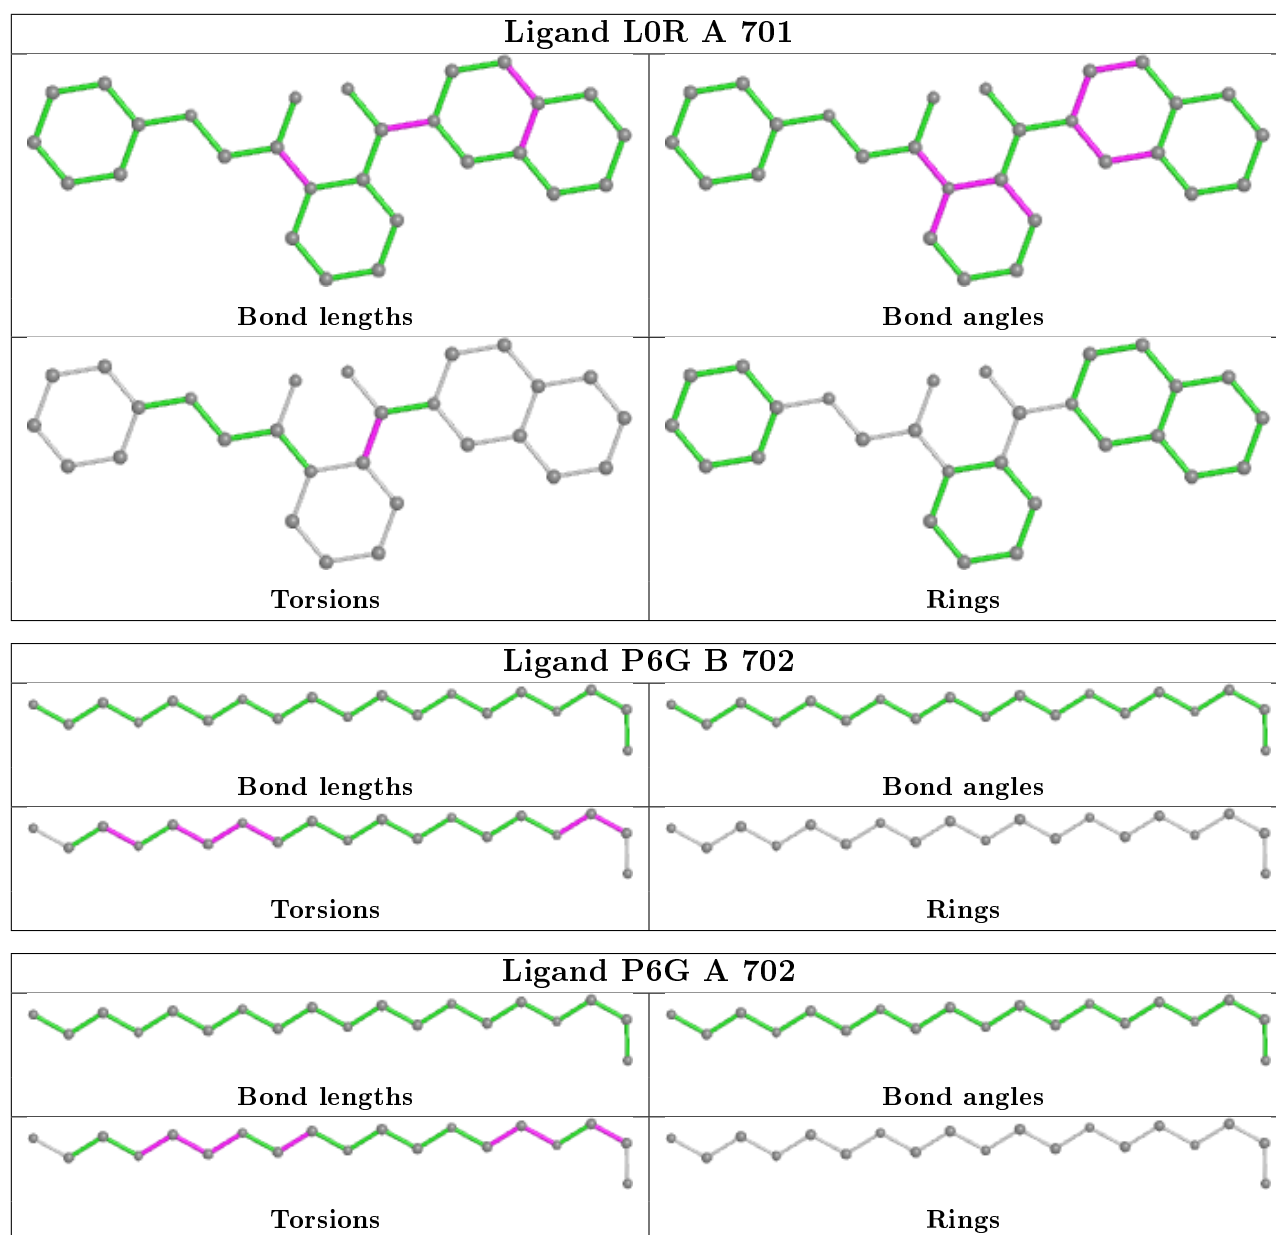 Ligand L0R A 701
Bond lengths
Bond angles
Torsions
Rings
Ligand P6G B 702
Bond lengths
Bond angles
Torsions
Rings
Ligand P6G A 702
Bond lengths
Bond angles
Torsions
Rings